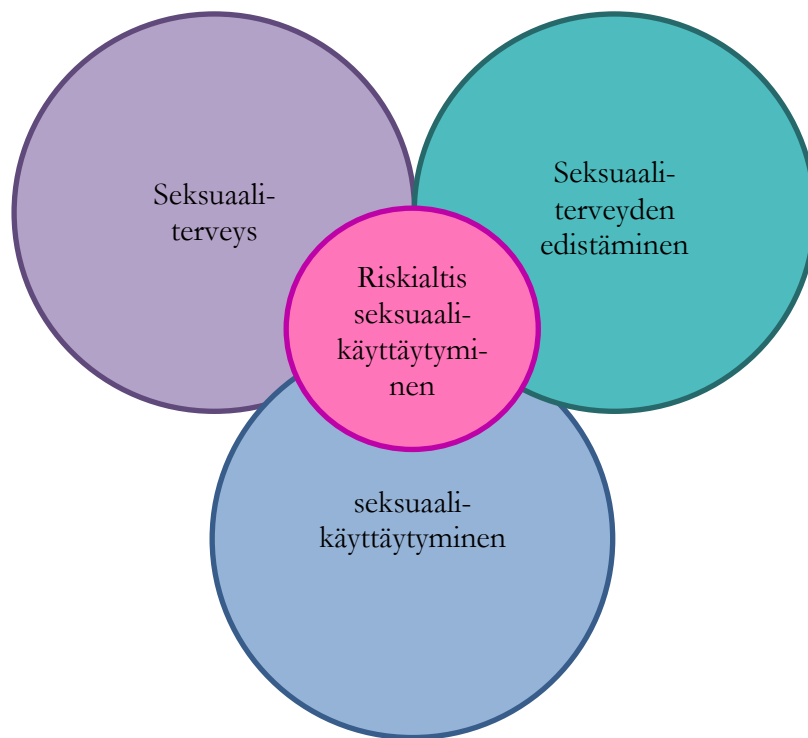 Seksuaali-
terveys
Seksuaali-
terveyden
edistäminen
Riskialtis
seksuaali-
käyttäytymi-
nen
seksuaali-
käyttäytyminen